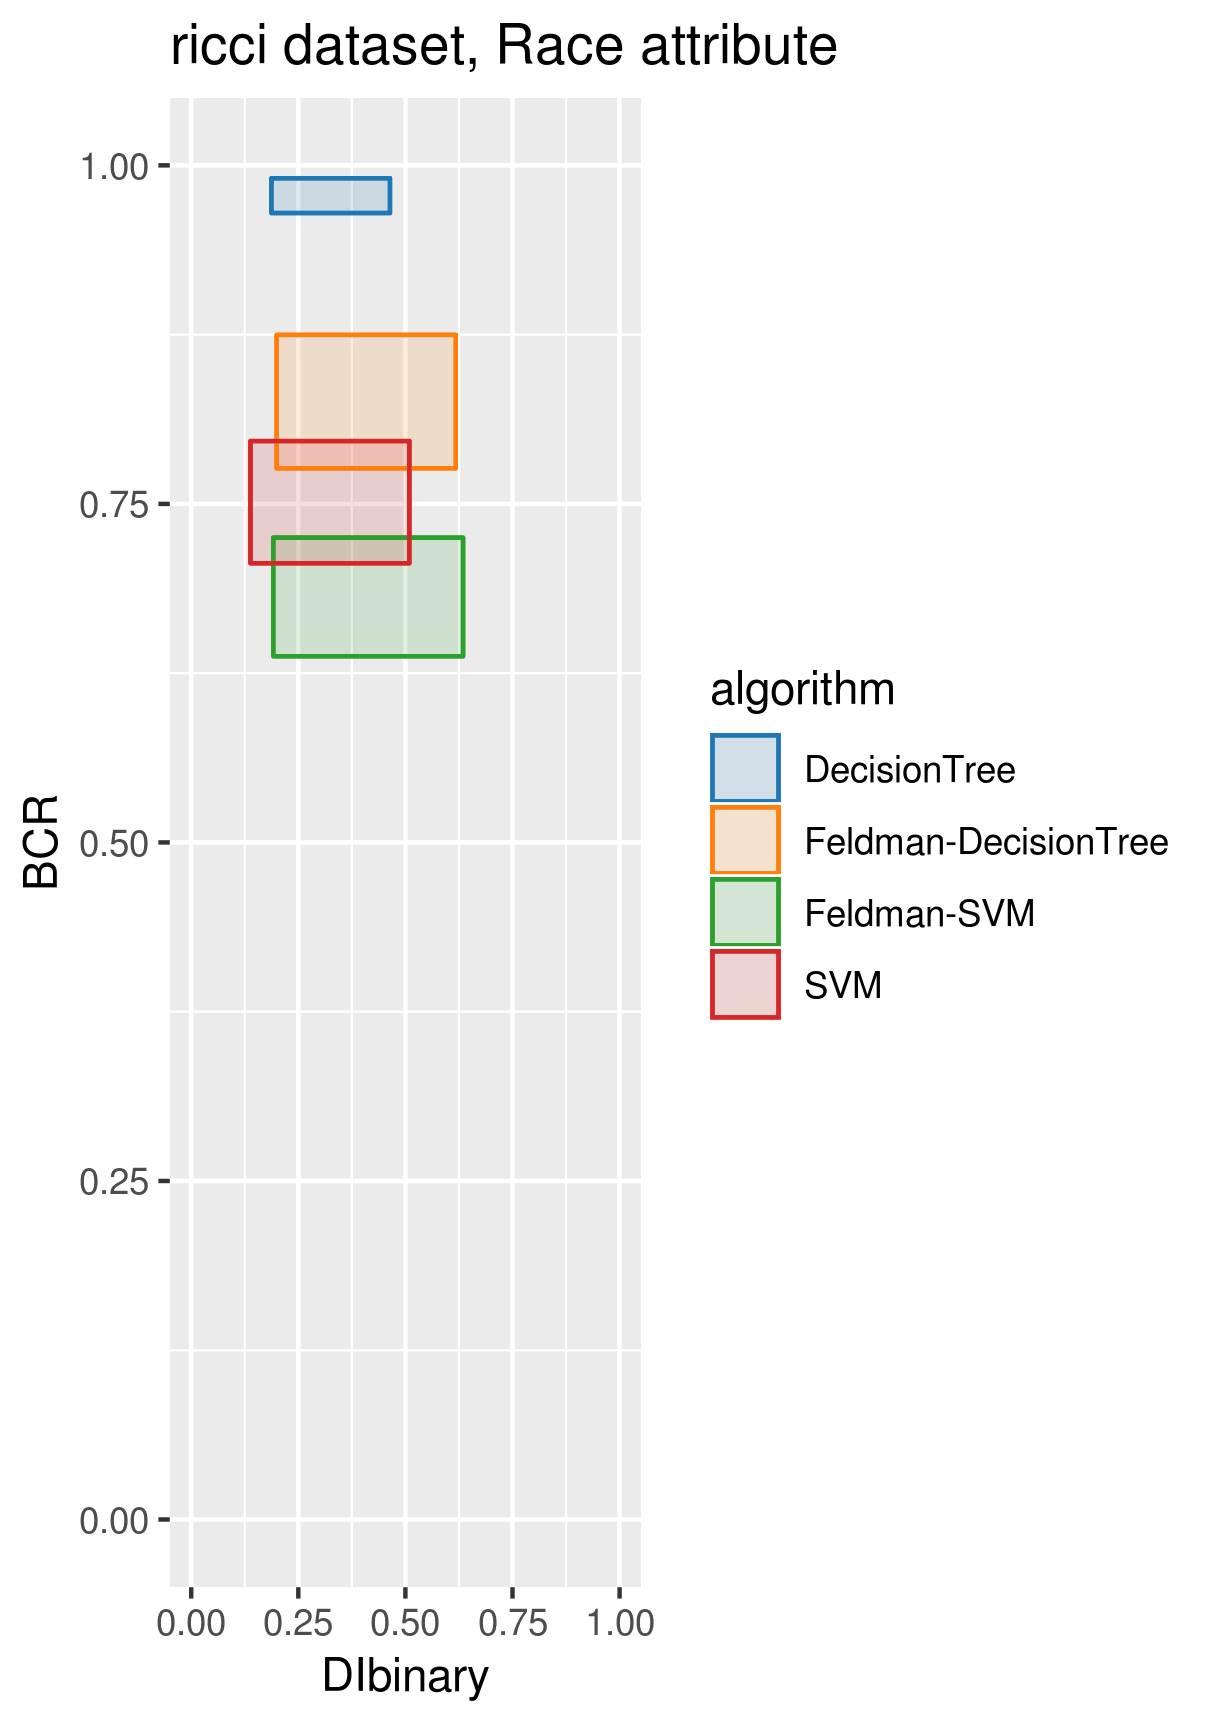 ricci dataset, Race attribute
1.00
0.75
0.50
0.25
0.00
BCR
0.00 0.25 0.50 0.75 1.00
DIbinary
algorithm
DecisionTree
Feldman-DecisionTree
Feldman-SVM
SVM